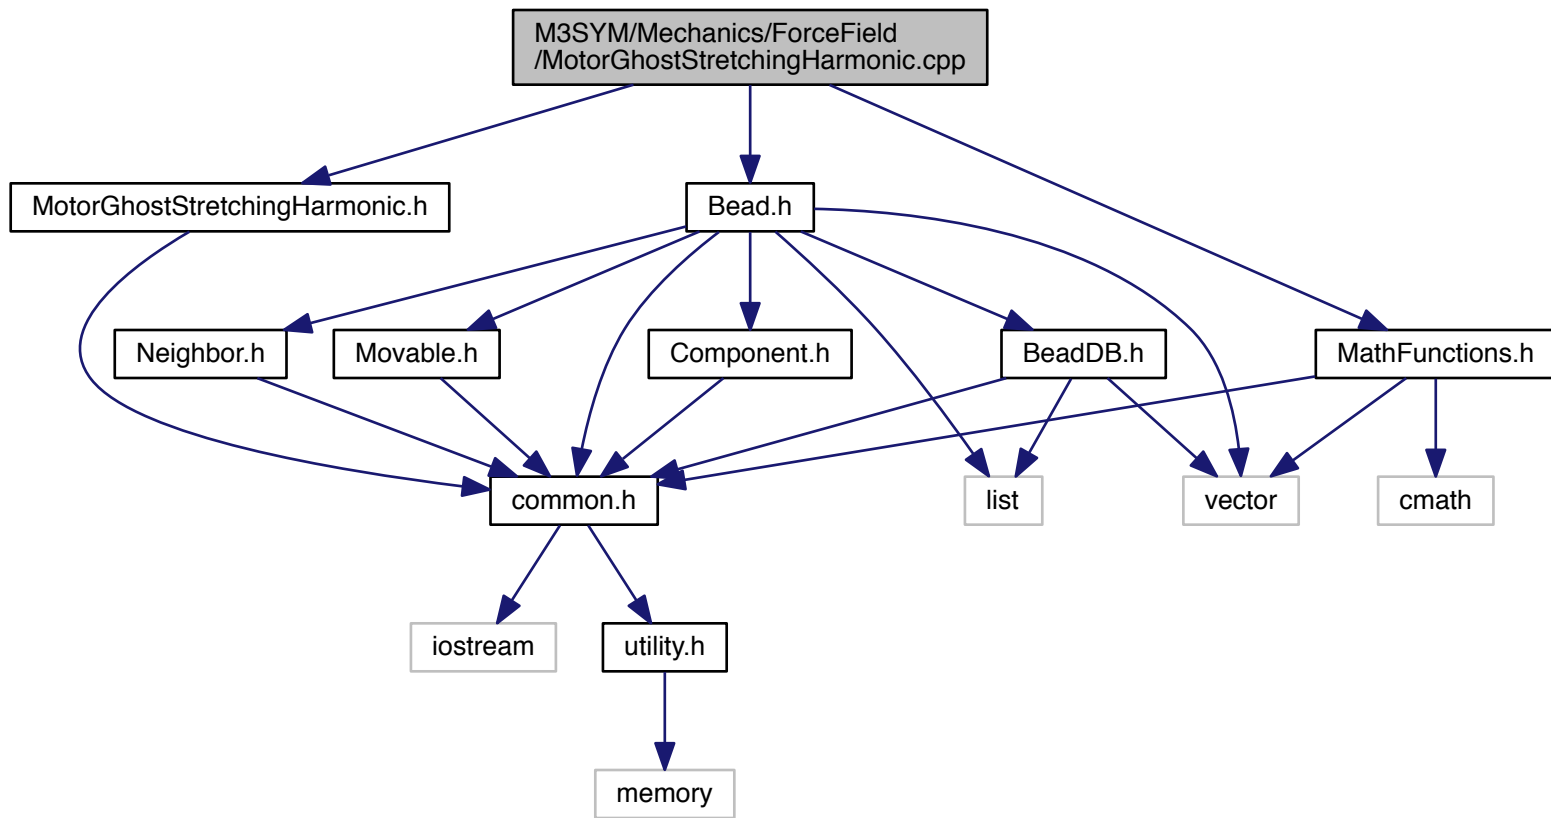 M3SYM/Mechanics/ForceField
/MotorGhostStretchingHarmonic.cpp
MotorGhostStretchingHarmonic.h
Bead.h
Neighbor.h
Movable.h
Component.h
BeadDB.h
MathFunctions.h
common.h
list
vector
cmath
iostream
utility.h
memory